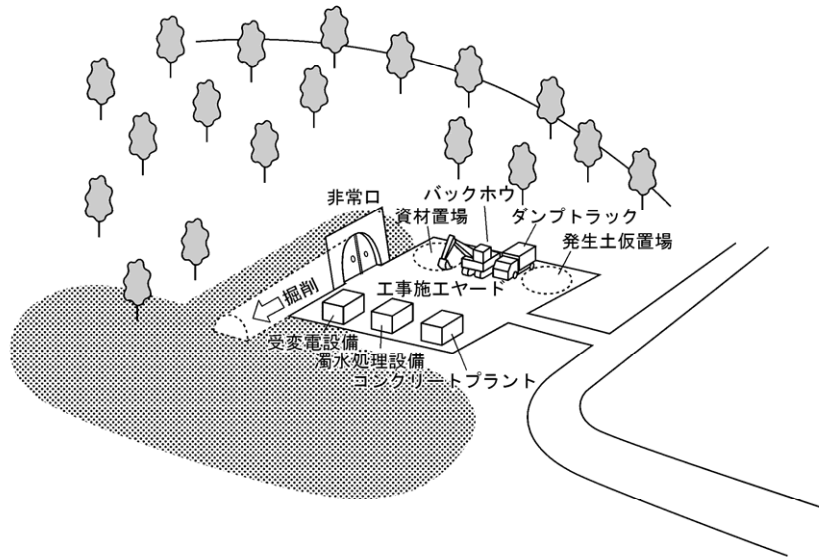 非常口
バックホウ
資材置場
ダンプトラック
発生土仮置場
工事施工ヤード
掘削
受変電設備
濁水処理設備
コンクリートプラント